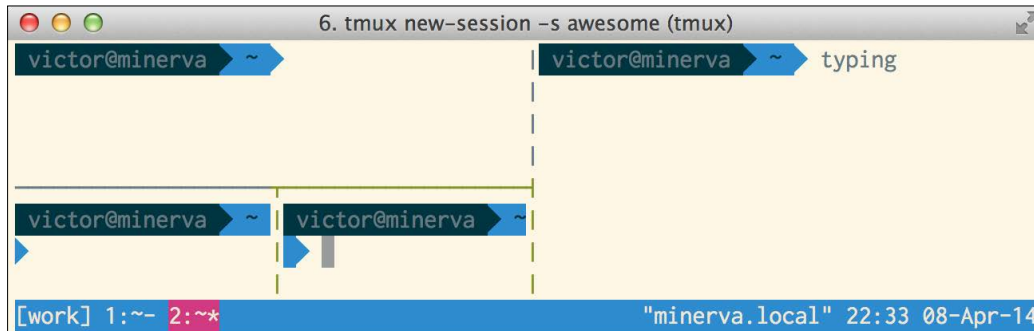 6. tmux new-session -s awesome (tmux)
victor@minerva ~
victor@minerva ~ typing
victor@minerva ~
victor@minerva ~
[work] 1:~- 2:~* "minerva.local" 22:33 08-Apr-14